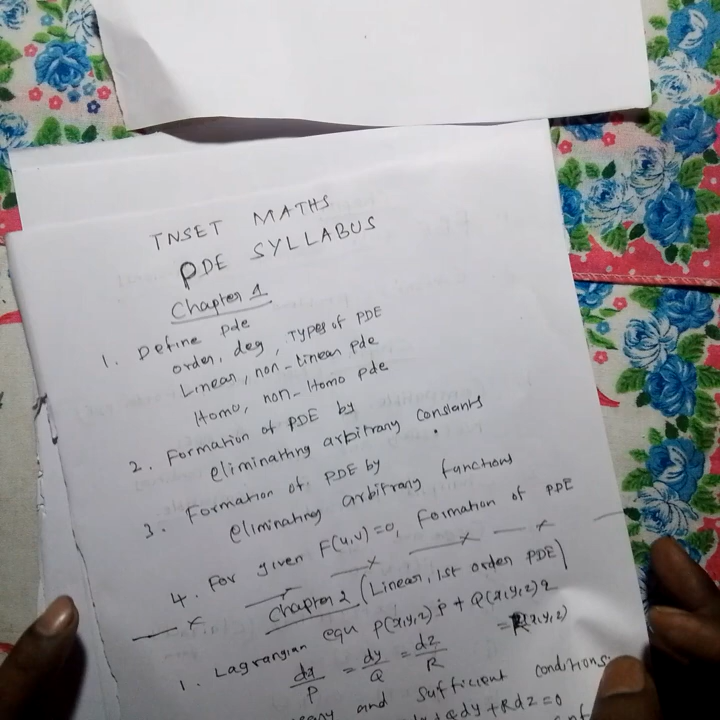 TNSET MATHS
PDE SYLLABUS
Chapter 1
1. Define pde
order, deg, Types of PDE
Linear, non-linear pde
Homo, non-Homo pde
2. Formation of PDE by
eliminating arbitrary constants
3. Formation of PDE by
eliminating arbitrary functions
4. For given F(u,v)=0, Formation of PDE
Chapter 2 (Linear, 1st order PDE)
1. Lagrangian equ P(x,y,z)p + Q(x,y,z)q
= R(x,y,z)
dx/P = dy/Q = dz/R
and sufficient conditions
Qdy + Rdz = 0